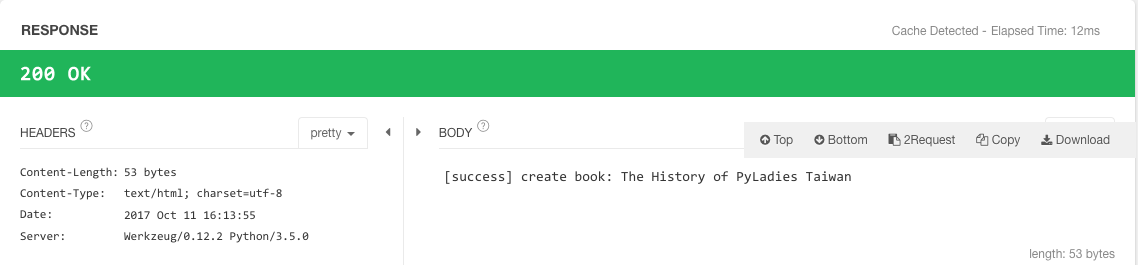 RESPONSE
Cache Detected - Elapsed Time: 12ms
200 OK
HEADERS ?
pretty
BODY ?
Top Bottom 2Request Copy Download
Content-Length: 53 bytes
Content-Type: text/html; charset=utf-8
Date: 2017 Oct 11 16:13:55
Server: Werkzeug/0.12.2 Python/3.5.0
[success] create book: The History of PyLadies Taiwan
length: 53 bytes